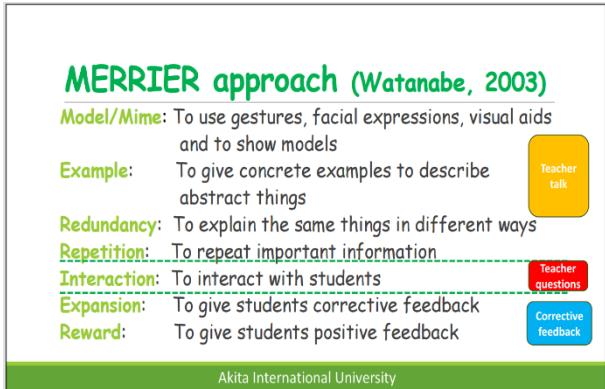 MERRIER approach (Watanabe, 2003)
Model/Mime: To use gestures, facial expressions, visual aids
and to show models
Example: To give concrete examples to describe
abstract things
Teacher
talk
Redundancy: To explain the same things in different ways
Repetition: To repeat important information
Interaction: To interact with students
Teacher
questions
Expansion: To give students corrective feedback
Reward: To give students positive feedback
Corrective
feedback
Akita International University